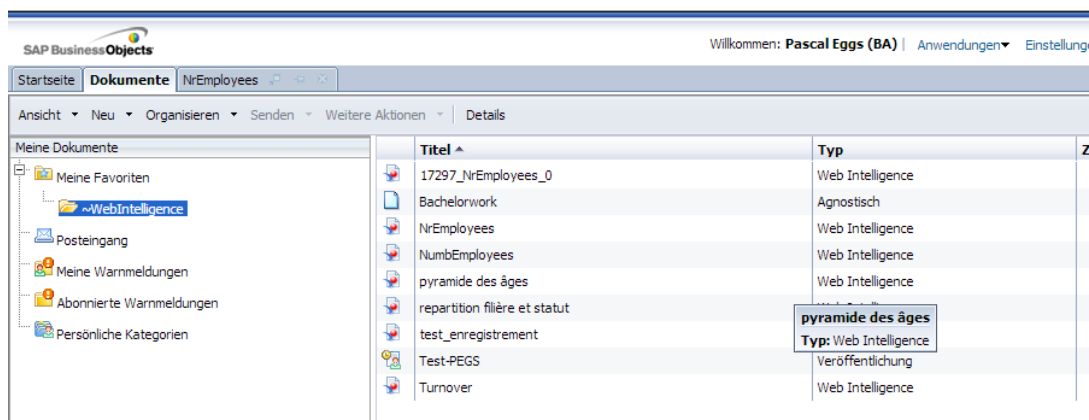 SAP BusinessObjects
Willkommen: Pascal Eggs (BA) | Anwendungen Einstellung
Startseite Dokumente NrEmployees
Ansicht Neu Organisieren Senden Weitere Aktionen Details
Meine Dokumente
Meine Favoriten
~WebIntelligence
Posteingang
Meine Warnmeldungen
Abonnierte Warnmeldungen
Persönliche Kategorien
Titel Typ Z
17297_NrEmployees_0 Web Intelligence
Bachelorwork Agnostisch
NrEmployees Web Intelligence
NumbEmployees Web Intelligence
pyramide des âges Web Intelligence
repartition filière et statut
pyramide des âges
Typ: Web Intelligence
test_enregistrement
Test-PEGS Veröffentlichung
Turnover Web Intelligence